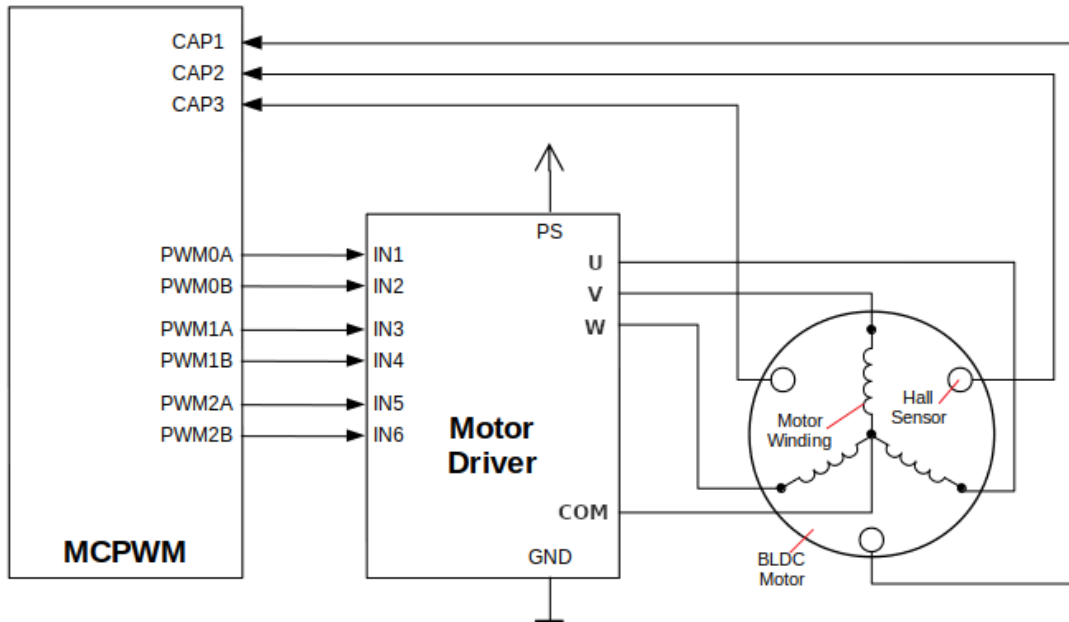 CAP1
CAP2
CAP3
PWM0A
PWM0B
PWM1A
PWM1B
PWM2A
PWM2B
MCPWM
PS
IN1
IN2
IN3
IN4
IN5
IN6
U
V
W
Motor
Driver
COM
GND
Hall
Sensor
Motor
Winding
BLDC
Motor